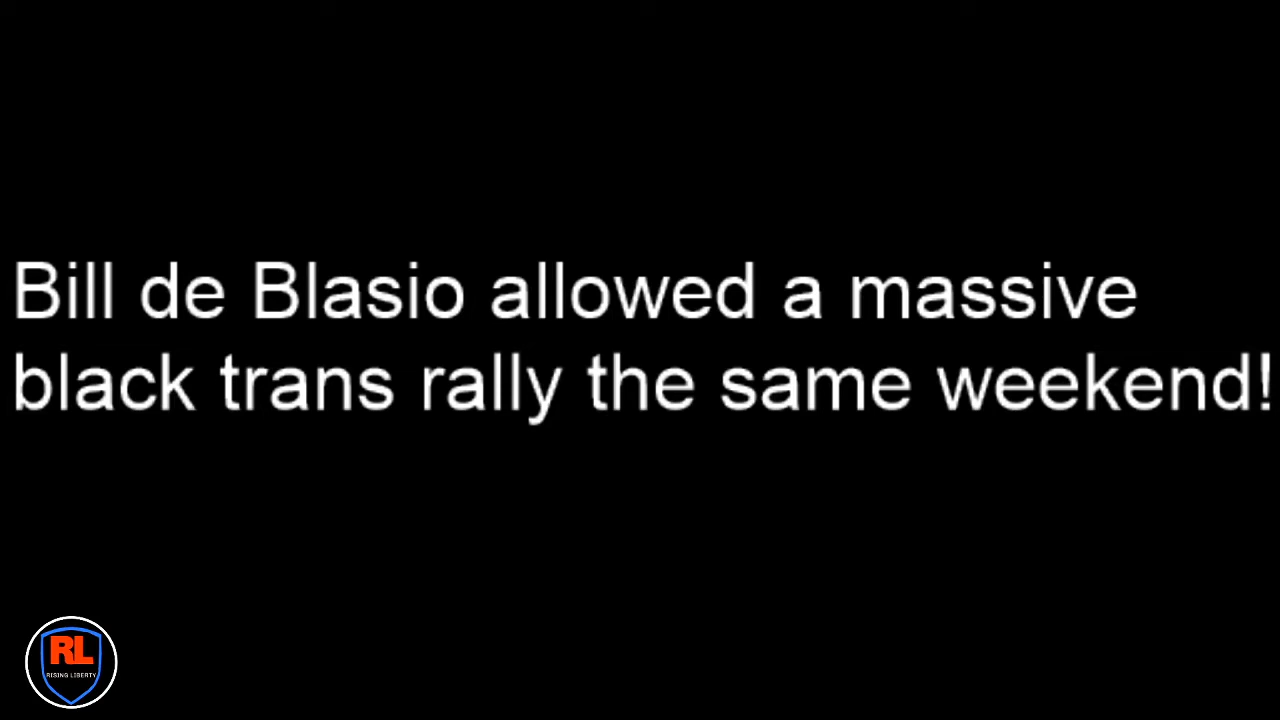 Bill de Blasio allowed a massive
black trans rally the same weekend!
RL
RISING LIBERTY